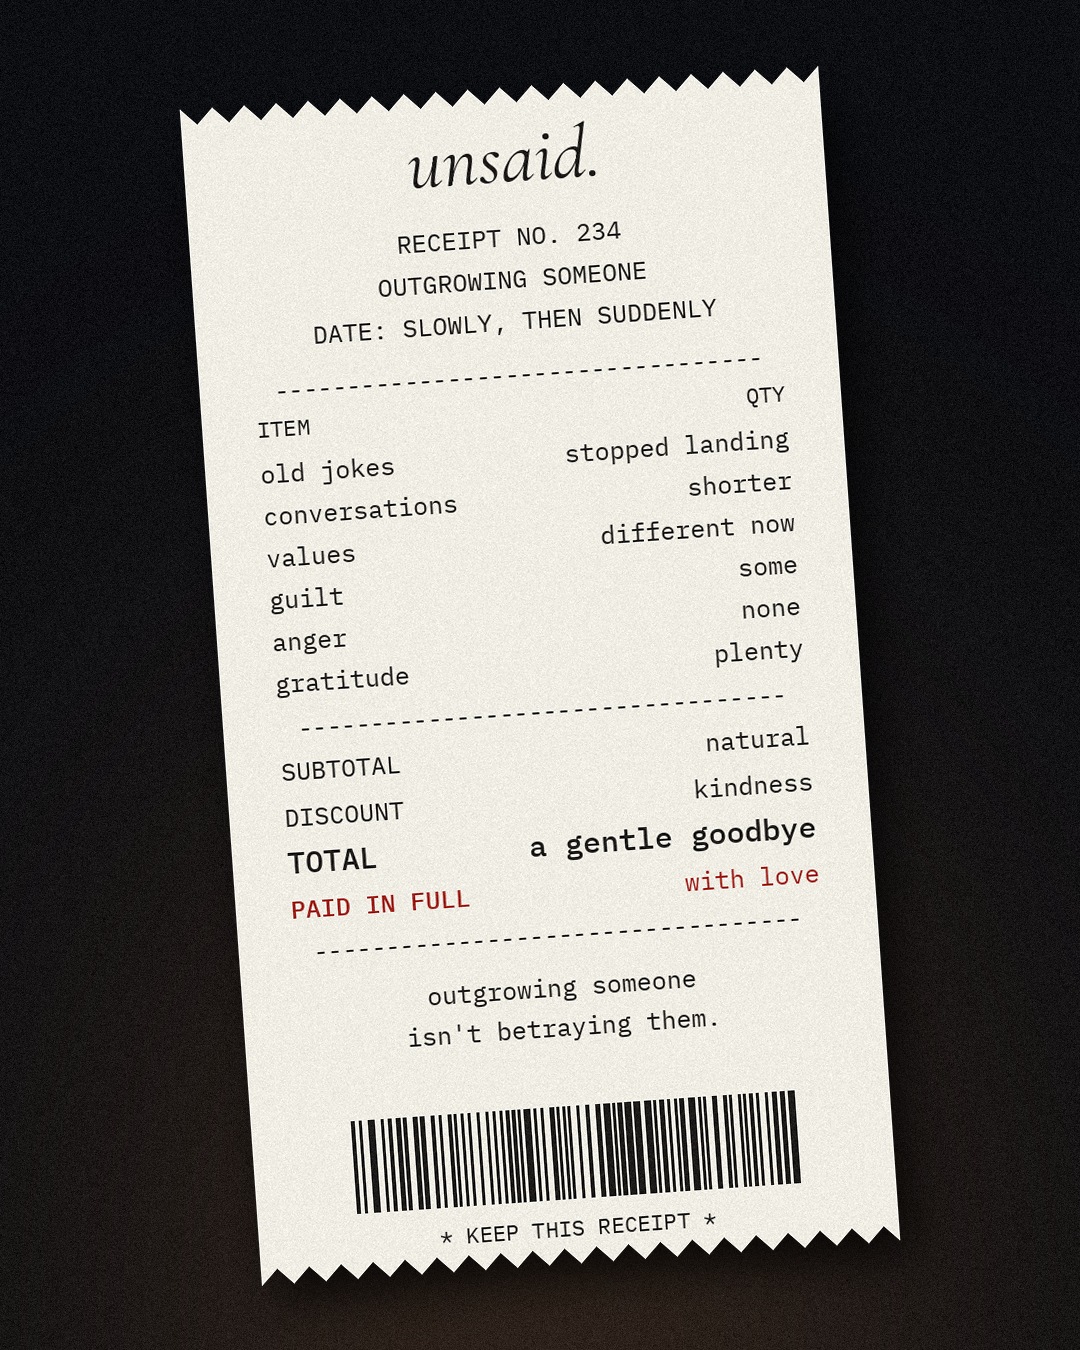 unsaid.
RECEIPT NO. 234
OUTGROWING SOMEONE
DATE: SLOWLY, THEN SUDDENLY
----------------------------------
ITEM QTY
old jokes stopped landing
conversations shorter
values different now
guilt some
anger none
gratitude plenty
----------------------------------
SUBTOTAL natural
DISCOUNT kindness
TOTAL a gentle goodbye
PAID IN FULL with love
----------------------------------
outgrowing someone
isn't betraying them.
* KEEP THIS RECEIPT *